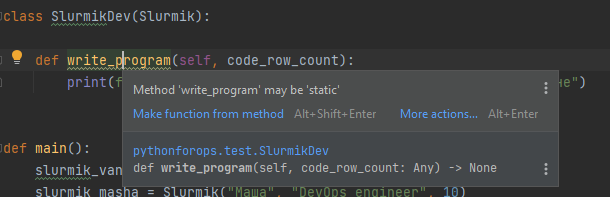 class SlurmikDev(Slurmik):
def write_program(self, code_row_count):
print(f
не")
Method 'write_program' may be 'static'
Make function from method Alt+Shift+Enter More actions... Alt+Enter
pythonforops.test.SlurmikDev
def write_program(self, code_row_count: Any) -> None
def main():
slurmik_van
slurmik_masha = Slurmik("Маша", "DevOps engineer", 10)